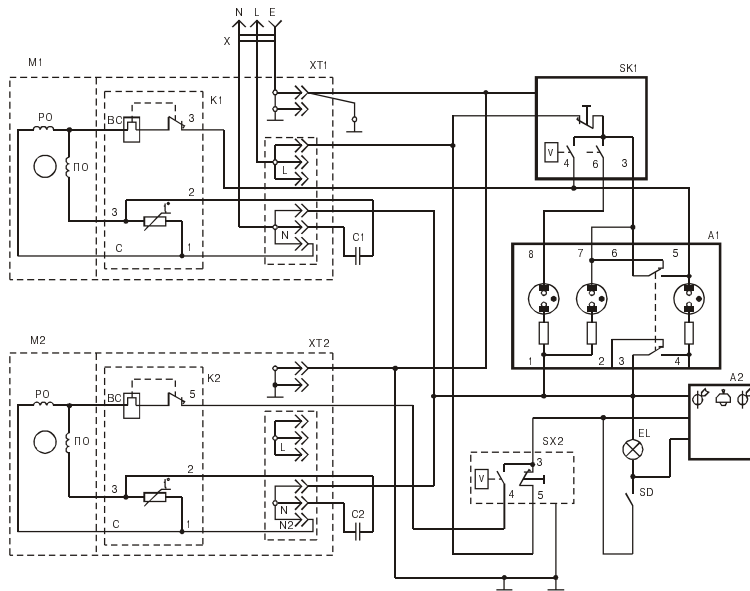 N L E
X
M1
XT1
K1
PO
BC
3
ПО
2
3
C
1
L
N
C1
SK1
V
4 6 3
A1
8 7 6 5
1 2 3 4
M2
XT2
K2
PO
BC
5
ПО
2
3
C
1
L
N
N2
C2
A2
SX2
V
3
4 5
EL
SD